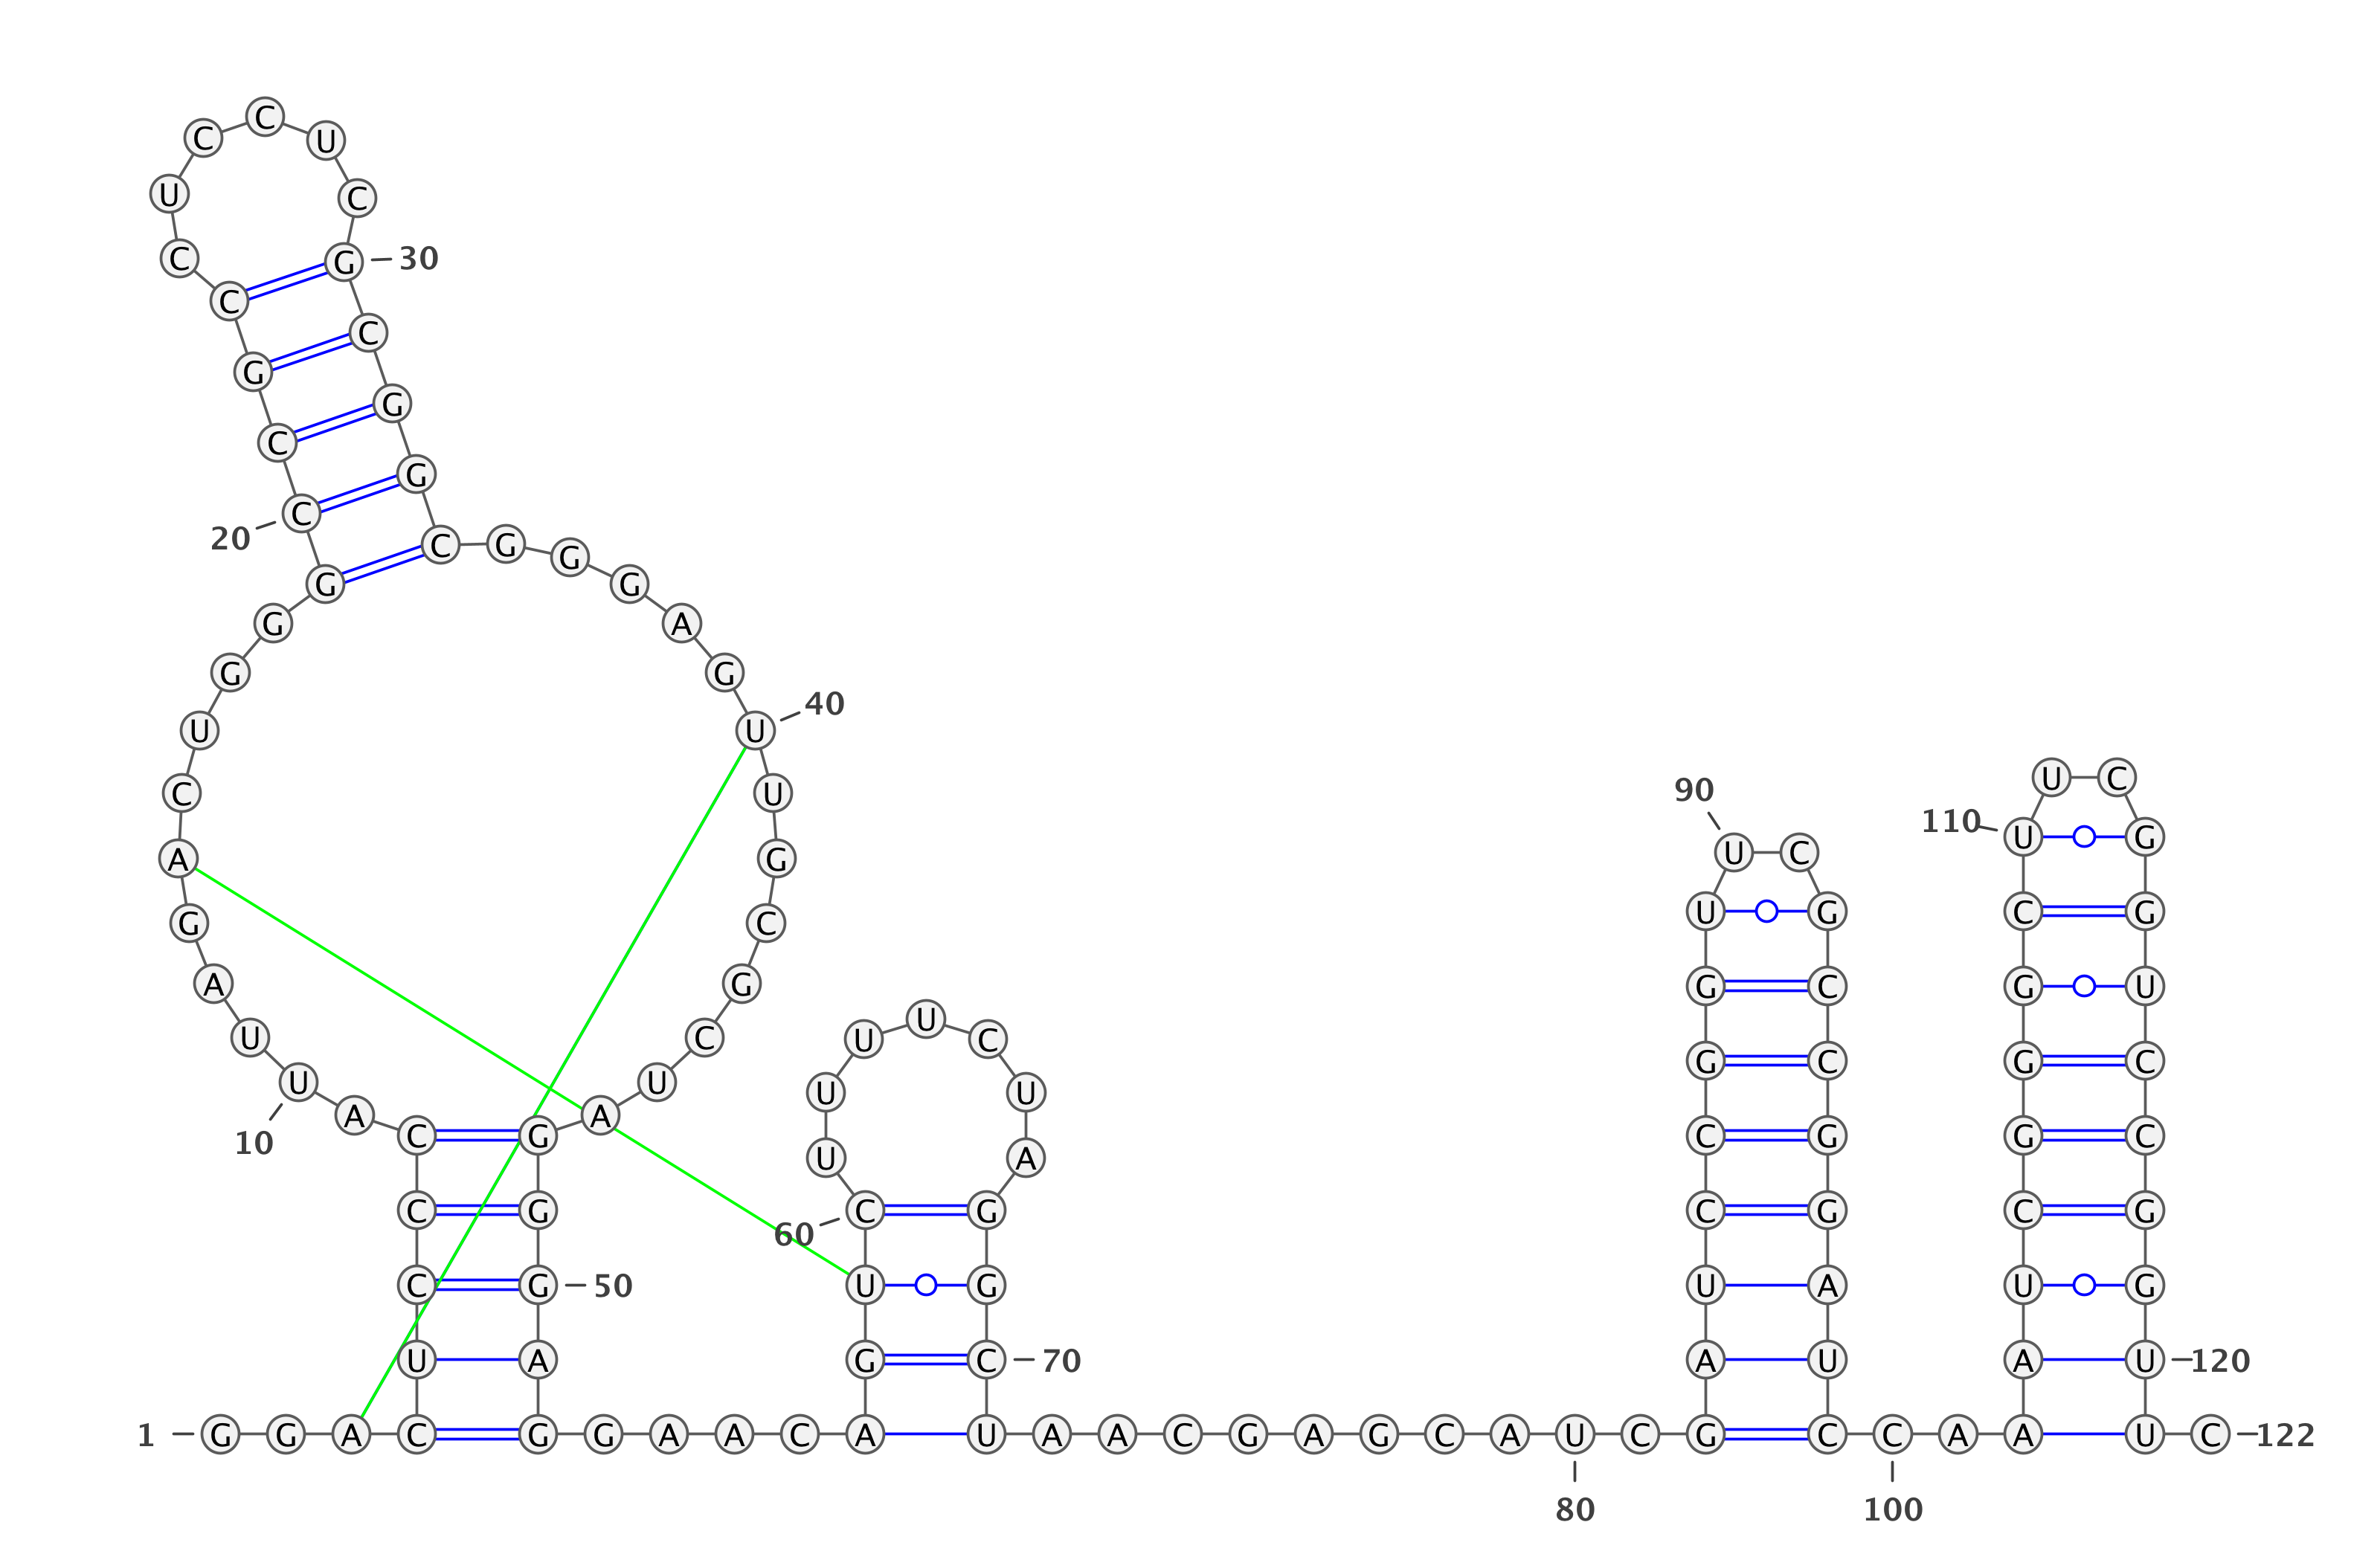 C
C U
U C
C G 30
C
C
G
G
C
G
C
20
C G G
G G
G A
G G
40
U U
U C
90
C U
110 U G
U C
A G
U G C G
G C
A G G C G U
U
U C U C
G C G C
U U
U U
A A
10 C G C G G C
U A
C G C G C G C G
60
C G 50 U G U A U G
U A G C 70 A U A U 120
1 G G A C G G A A C A U A A C G A G C A U C G C C A A U C 122
80 100